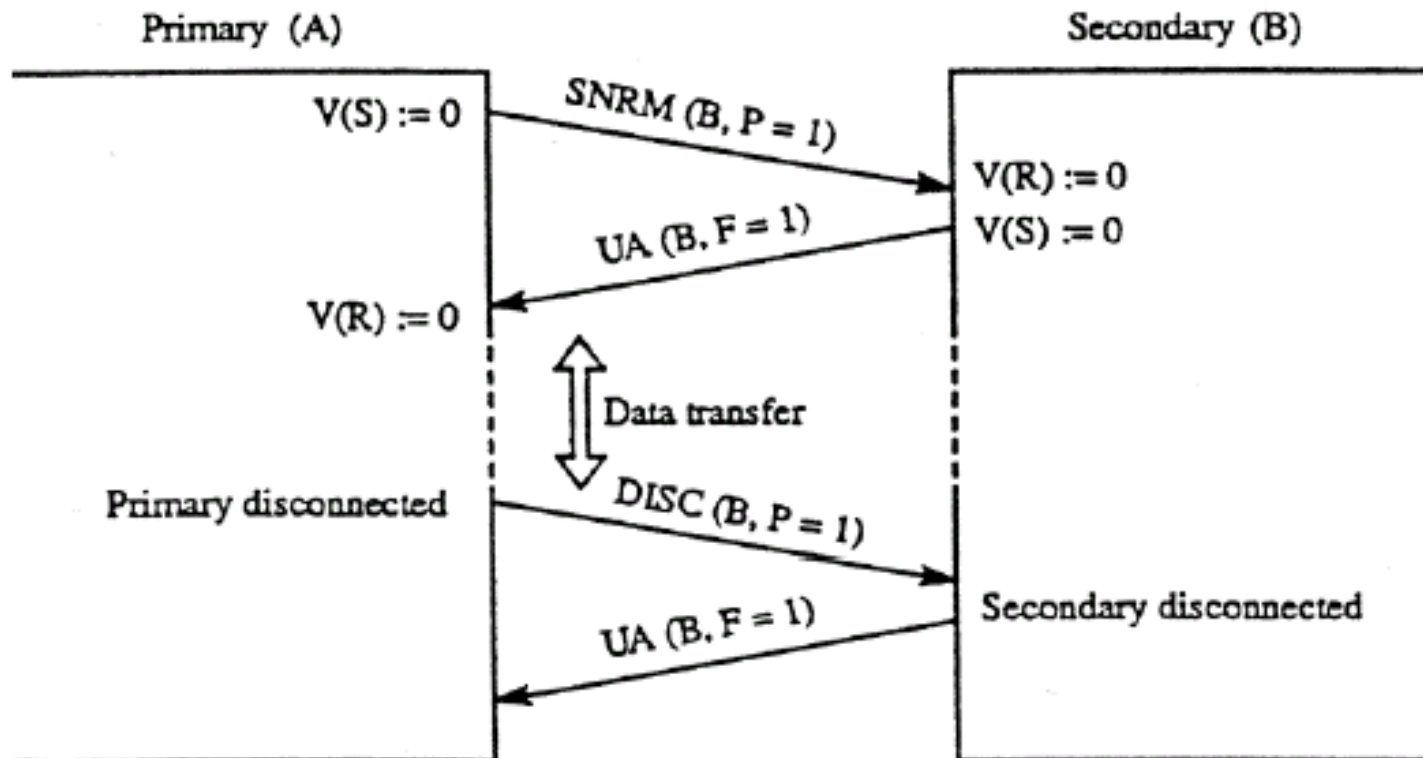 Primary (A)
Secondary (B)
V(S) := 0
SNRM (B, P = 1)
V(R) := 0
UA (B, F = 1)
V(S) := 0
V(R) := 0
Data transfer
Primary disconnected
DISC (B, P = 1)
Secondary disconnected
UA (B, F = 1)